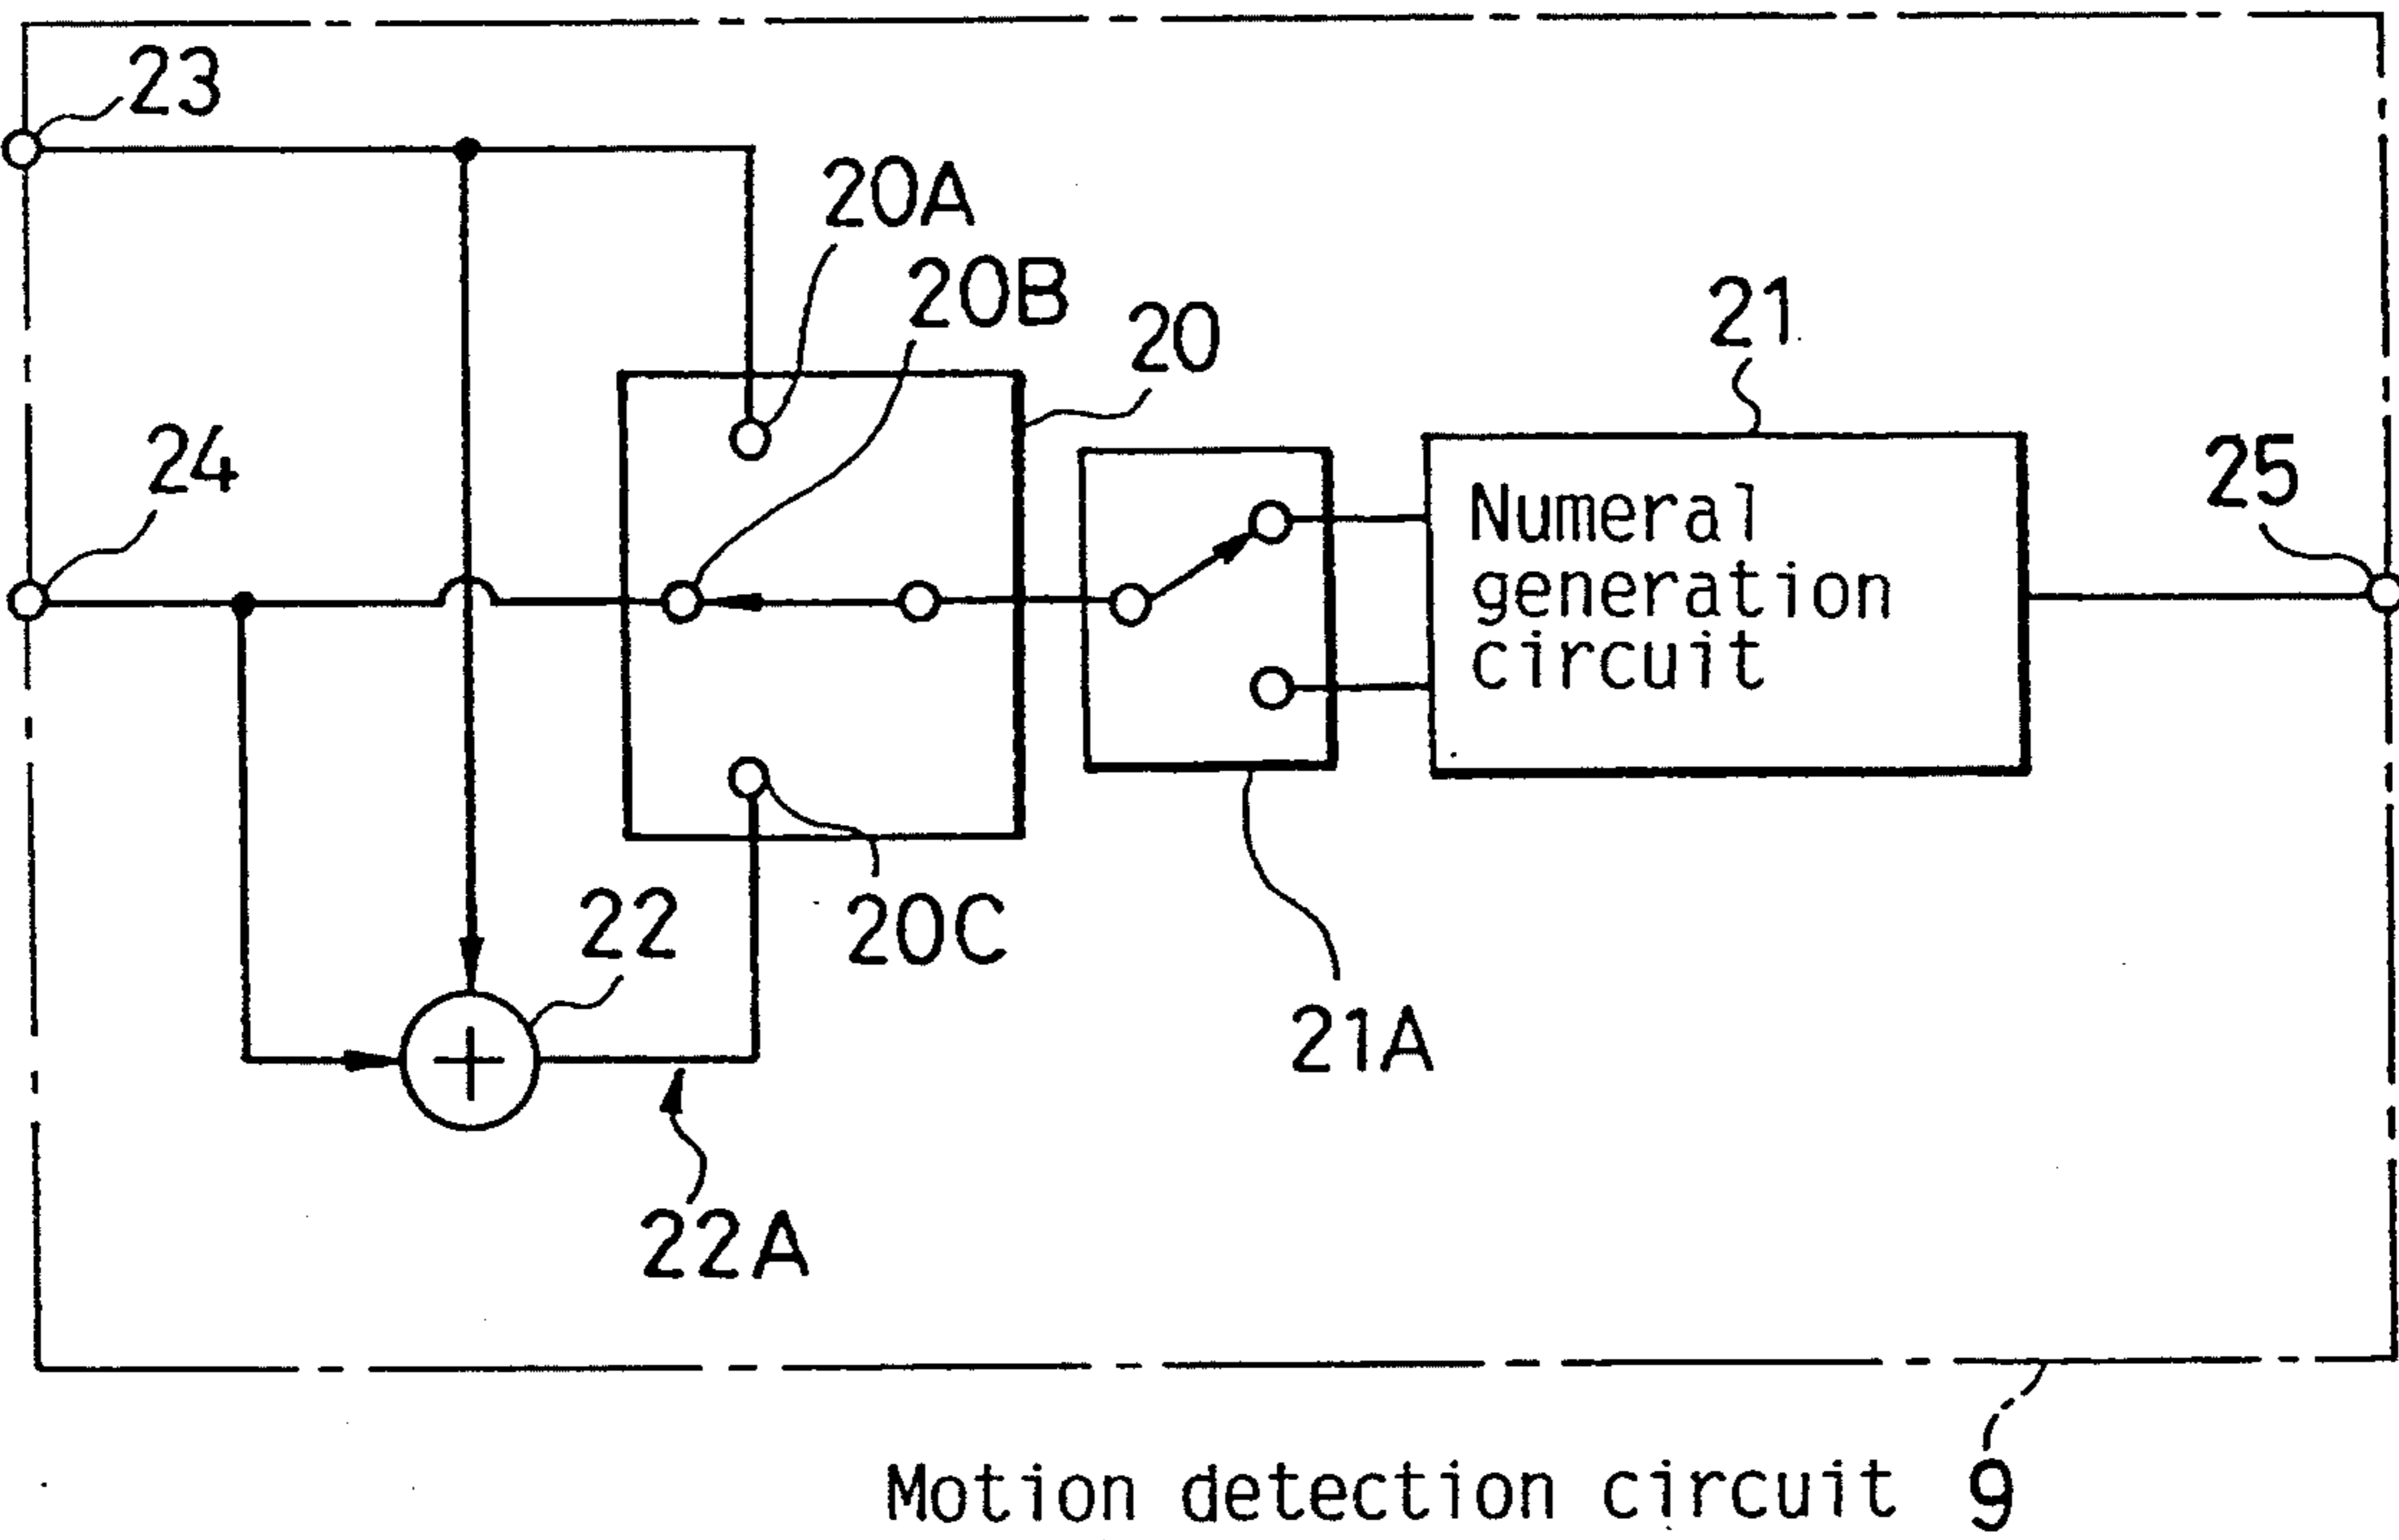 23
20A
20B
20
21
24
25
Numeral
generation
circuit
22
20C
21A
22A
Motion detection circuit 9